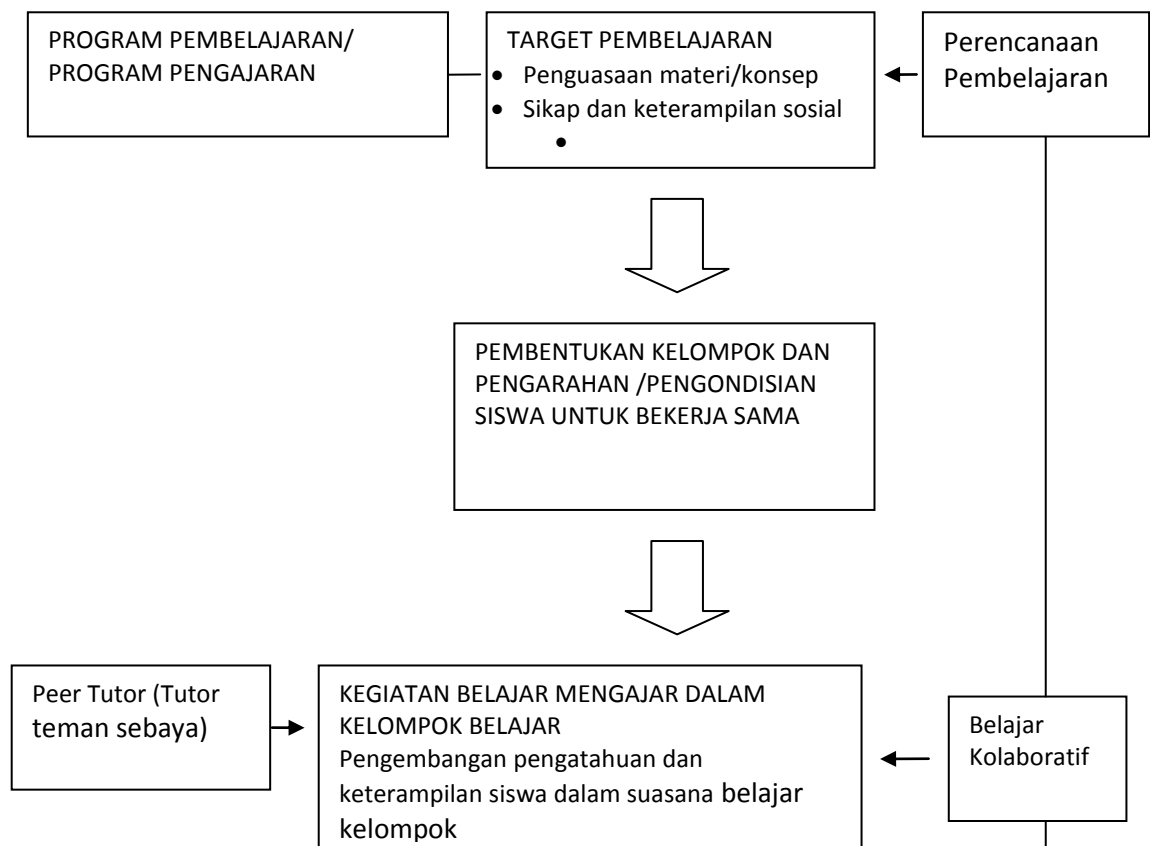 PROGRAM PEMBELAJARAN/
PROGRAM PENGAJARAN
TARGET PEMBELAJARAN
• Penguasaan materi/konsep
• Sikap dan keterampilan sosial
•
Perencanaan
Pembelajaran
PEMBENTUKAN KELOMPOK DAN
PENGARAHAN /PENGONDISIAN
SISWA UNTUK BEKERJA SAMA
Peer Tutor (Tutor
teman sebaya)
KEGIATAN BELAJAR MENGAJAR DALAM
KELOMPOK BELAJAR
Pengembangan pengatahuan dan
keterampilan siswa dalam suasana belajar
kelompok
Belajar
Kolaboratif